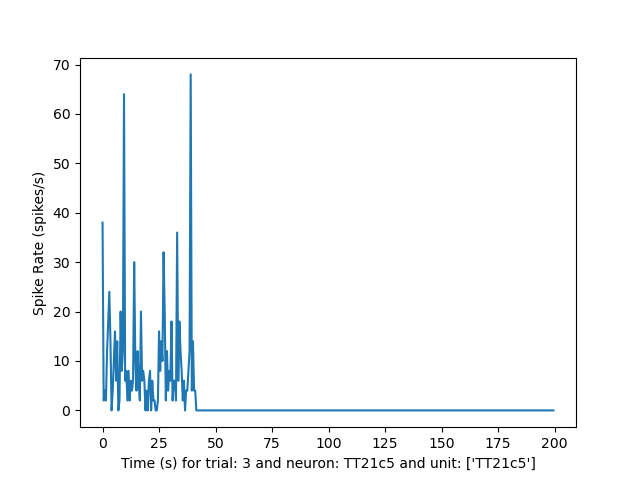 70
60
50
40
30
20
10
0
Spike Rate (spikes/s)
0 25 50 75 100 125 150 175 200
Time (s) for trial: 3 and neuron: TT21c5 and unit: ['TT21c5']